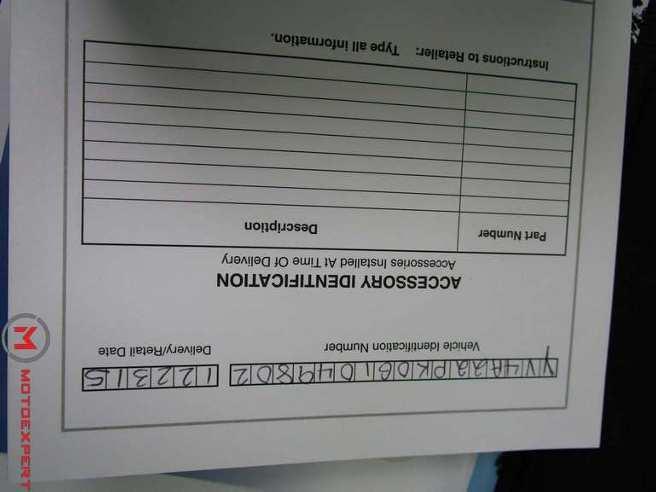 YV4A22PK0G1049802 122315
Vehicle Identification Number Delivery/Retail Date
ACCESSORY IDENTIFICATION
Accessories Installed At Time Of Delivery
Part Number Description
Instructions to Retailer: Type all information.
MOTOEXPERT